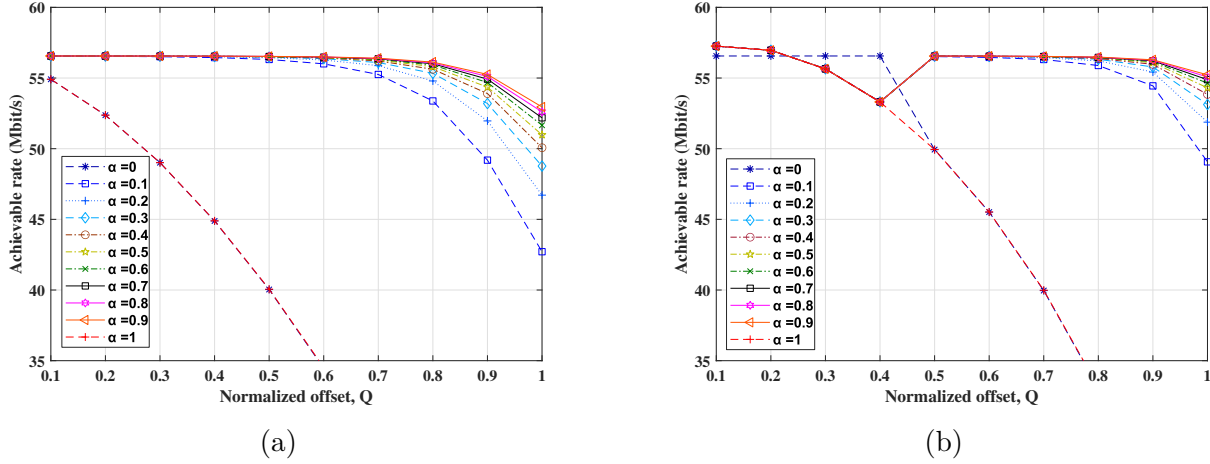 60
55
50
45
40
35
Achievable rate (Mbit/s)
α =0
α =0.1
α =0.2
α =0.3
α =0.4
α =0.5
α =0.6
α =0.7
α =0.8
α =0.9
α =1
0.1 0.2 0.3 0.4 0.5 0.6 0.7 0.8 0.9 1
Normalized offset, Q
(a)
60
55
50
45
40
35
Achievable rate (Mbit/s)
α =0
α =0.1
α =0.2
α =0.3
α =0.4
α =0.5
α =0.6
α =0.7
α =0.8
α =0.9
α =1
0.1 0.2 0.3 0.4 0.5 0.6 0.7 0.8 0.9 1
Normalized offset, Q
(b)